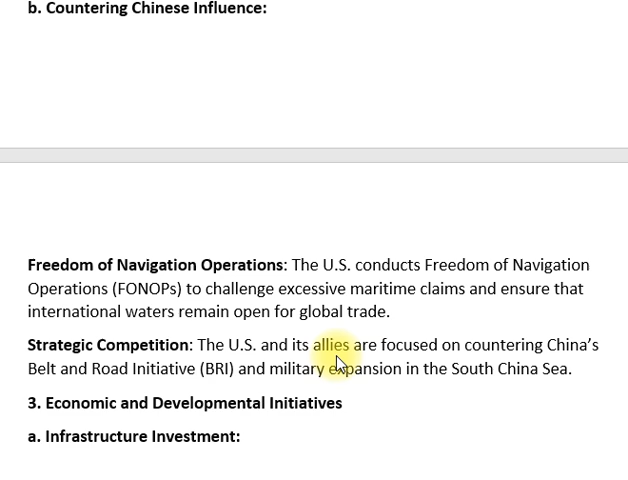 b. Countering Chinese Influence:
Freedom of Navigation Operations: The U.S. conducts Freedom of Navigation
Operations (FONOPs) to challenge excessive maritime claims and ensure that
international waters remain open for global trade.
Strategic Competition: The U.S. and its allies are focused on countering China’s
Belt and Road Initiative (BRI) and military expansion in the South China Sea.
3. Economic and Developmental Initiatives
a. Infrastructure Investment: